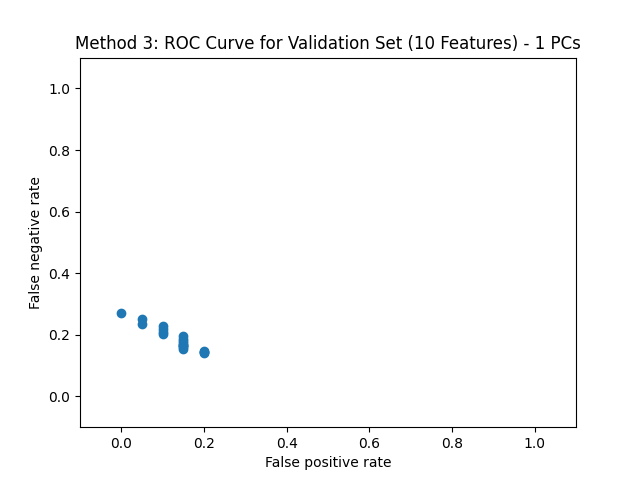 Method 3: ROC Curve for Validation Set (10 Features) - 1 PCs
1.0
0.8
0.6
0.4
0.2
0.0
False negative rate
0.0 0.2 0.4 0.6 0.8 1.0
False positive rate